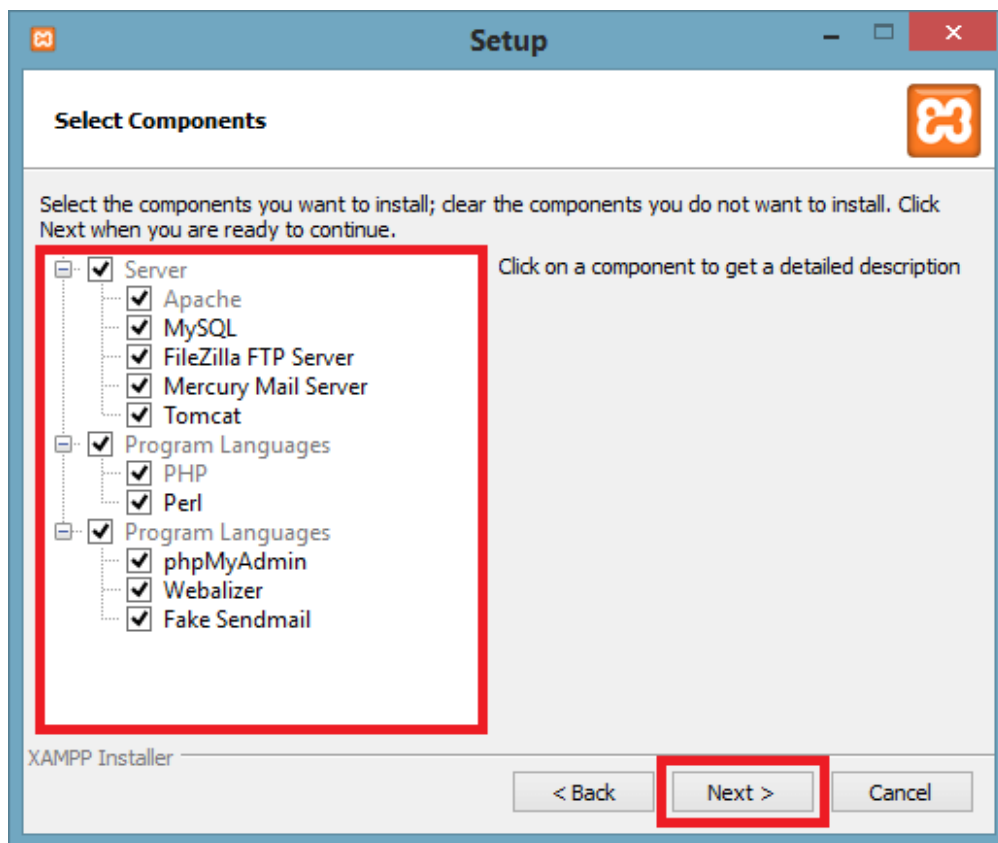 Setup
Select Components
Select the components you want to install; clear the components you do not want to install. Click
Next when you are ready to continue.
Server
Apache
MySQL
FileZilla FTP Server
Mercury Mail Server
Tomcat
Program Languages
PHP
Perl
Program Languages
phpMyAdmin
Webalizer
Fake Sendmail
Click on a component to get a detailed description
XAMPP Installer
< Back
Next >
Cancel